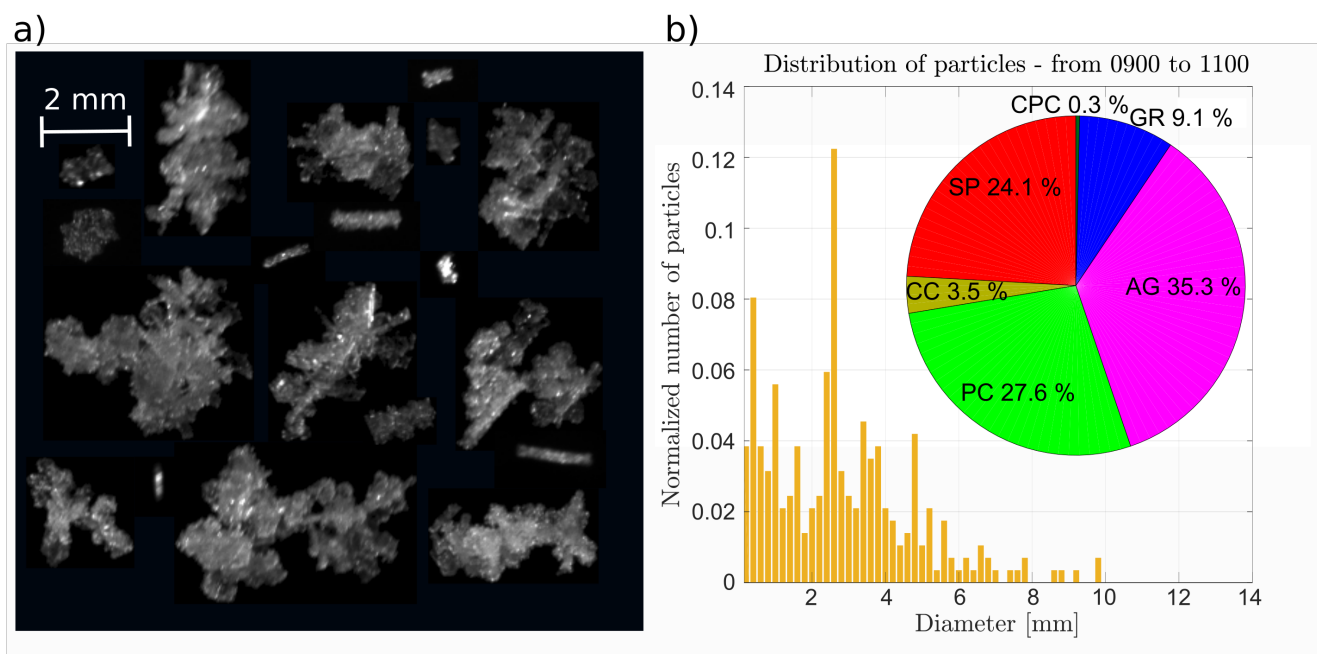 a)
2 mm
b)
Distribution of particles - from 0900 to 1100
CPC 0.3 %
GR 9.1 %
SP 24.1 %
AG 35.3 %
CC 3.5 %
PC 27.6 %
Normalized number of particles
0.14
0.12
0.1
0.08
0.06
0.04
0.02
0
2 4 6 8 10 12 14
Diameter [mm]